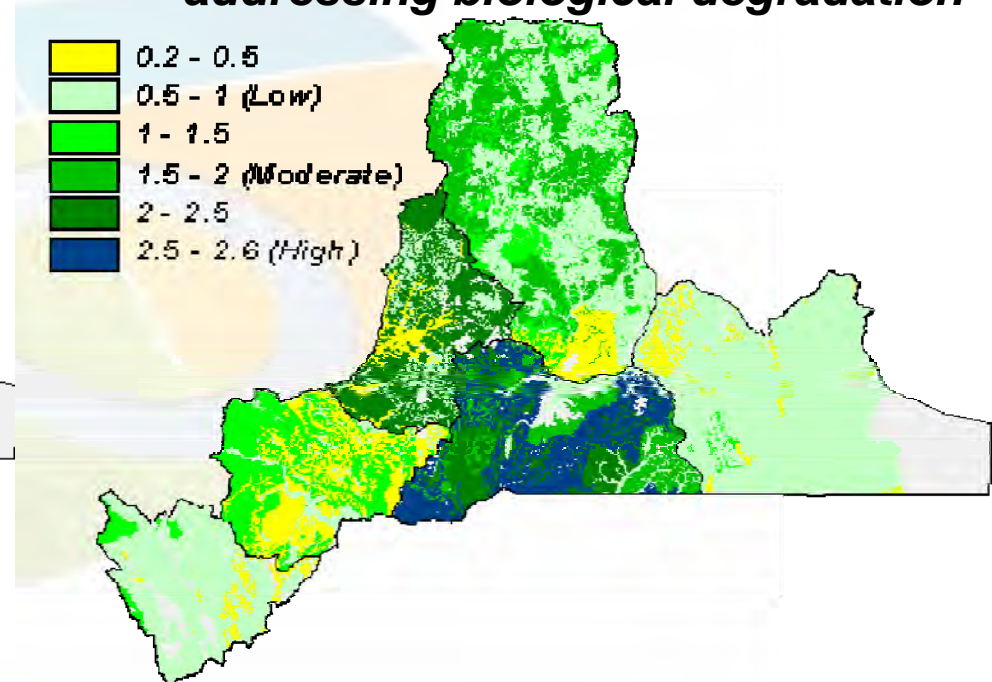 addressing biological degradation
0.2 - 0.5
0.5 - 1 (Low)
1 - 1.5
1.5 - 2 (Moderate)
2 - 2.5
2.5 - 2.6 (High)